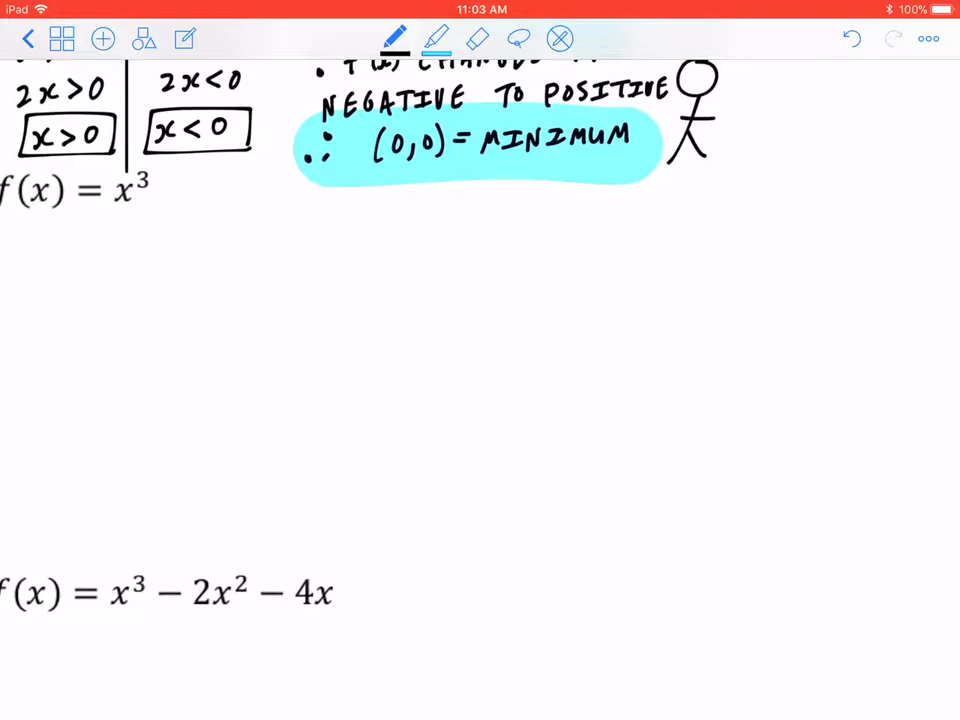 iPad 11:03 AM 100%
2x>0 2x<0
NEGATIVE TO POSITIVE
x>0 x<0 ∴ (0,0) = MINIMUM
f(x) = x³
f(x) = x³ − 2x² − 4x